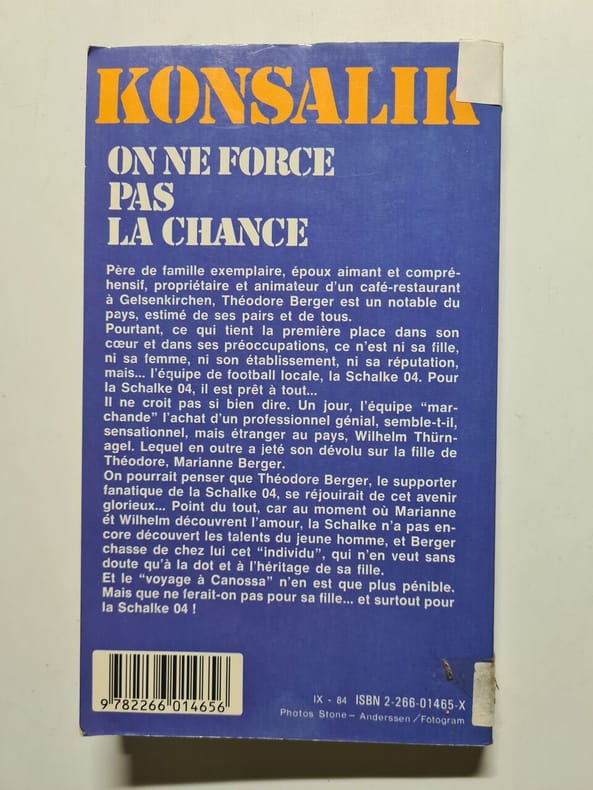 KONSALIK
ON NE FORCE
PAS
LA CHANCE
Père de famille exemplaire, époux aimant et compré-
hensif, propriétaire et animateur d'un café-restaurant
à Gelsenkirchen, Théodore Berger est un notable du
pays, estimé de ses pairs et de tous.
Pourtant, ce qui tient la première place dans son
cœur et dans ses préoccupations, ce n'est ni sa fille,
ni sa femme, ni son établissement, ni sa réputation,
mais... l'équipe de football locale, la Schalke 04. Pour
la Schalke 04, il est prêt à tout...
Il ne croit pas si bien dire. Un jour, l'équipe "mar-
chande" l'achat d'un professionnel génial, semble-t-il,
sensationnel, mais étranger au pays, Wilhelm Thürn-
agel. Lequel en outre a jeté son dévolu sur la fille de
Théodore, Marianne Berger.
On pourrait penser que Théodore Berger, le supporter
fanatique de la Schalke 04, se réjouirait de cet avenir
glorieux... Point du tout, car au moment où Marianne
ét Wilhelm découvrent l'amour, la Schalke n'a pas en-
core découvert les talents du jeune homme, et Berger
chasse de chez lui cet "individu", qui n'en veut sans
doute qu'à la dot et à l'héritage de sa fille.
Et le "voyage à Canossa" n'en est que plus pénible.
Mais que ne ferait-on pas pour sa fille... et surtout pour
la Schalke 04 !
9 782266 014656
IX - 84 ISBN 2-266-01465-X
Photos Stone - Anderssen / Fotogram